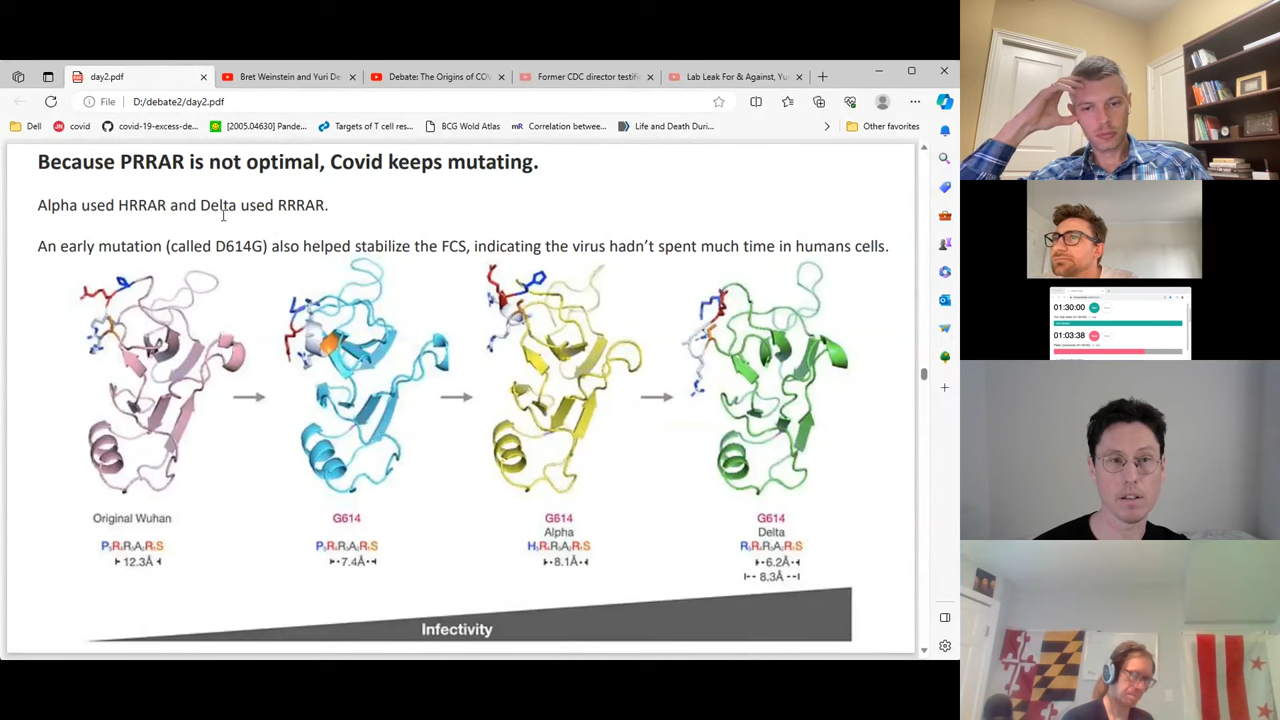 day2.pdf
Bret Weinstein and Yuri De
Debate: The Origins of CO
Former CDC director testif
Lab Leak For & Against, Yu
File
D:/debate2/day2.pdf
Dell
covid
covid-19-excess-de...
[2005.04630] Pande...
Targets of T cell res...
BCG Wold Atlas
Correlation betwee...
Life and Death Duri...
Other favorites
Because PRRAR is not optimal, Covid keeps mutating.
Alpha used HRRAR and Delta used RRRAR.
An early mutation (called D614G) also helped stabilize the FCS, indicating the virus hadn't spent much time in humans cells.
Original Wuhan
G614
G614
Alpha
G614
Delta
12.3Å
7.4Å
8.1Å
6.2Å
8.3Å
Infectivity
01:30:00
01:03:38